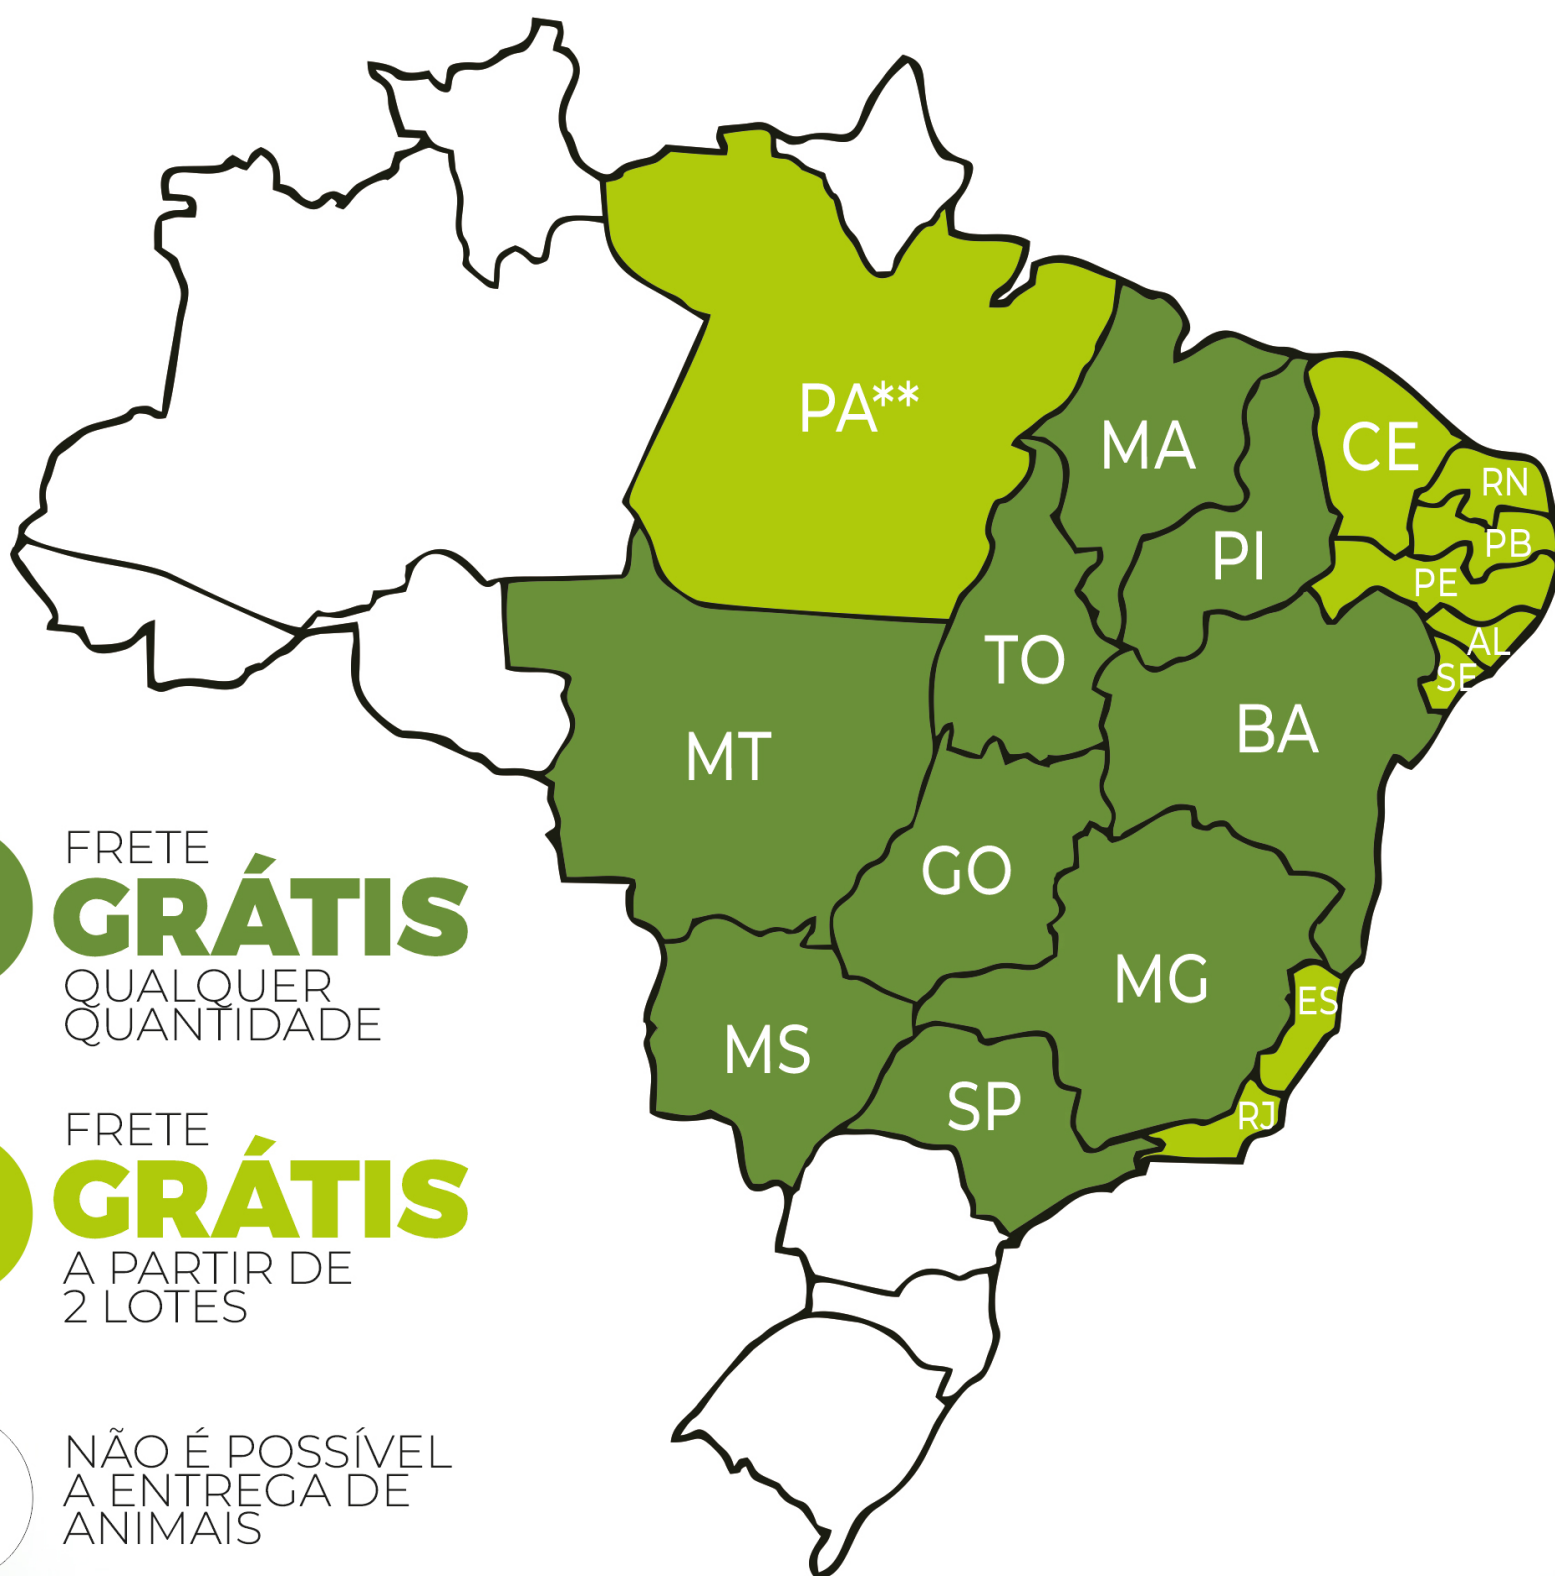 PA**
MA
CE
RN
PB
PI
PE
AL
SE
TO
BA
MT
GO
MG
ES
MS
SP
RJ
FRETE
GRÁTIS
QUALQUER
QUANTIDADE
FRETE
GRÁTIS
A PARTIR DE
2 LOTES
NÃO É POSSÍVEL
A ENTREGA DE
ANIMAIS